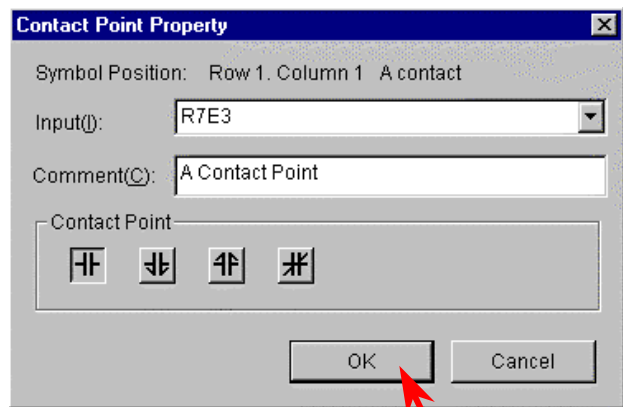 Contact Point Property
Symbol Position: Row 1. Column 1 A contact
Input(I): R7E3
Comment(C): A Contact Point
Contact Point
OK Cancel